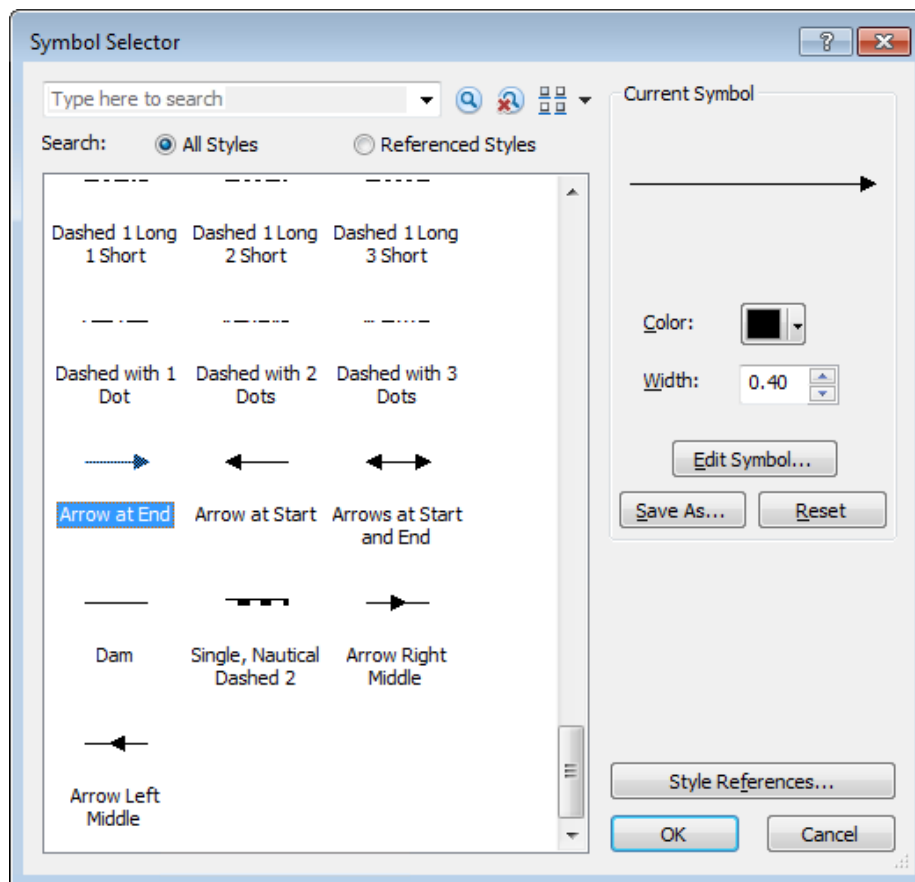 Symbol Selector
Type here to search
Search:
All Styles
Referenced Styles
Dashed 1 Long
1 Short
Dashed 1 Long
2 Short
Dashed 1 Long
3 Short
Dashed with 1
Dot
Dashed with 2
Dots
Dashed with 3
Dots
Arrow at End
Arrow at Start
Arrows at Start
and End
Dam
Single, Nautical
Dashed 2
Arrow Right
Middle
Arrow Left
Middle
Current Symbol
Color:
Width:
0.40
Edit Symbol...
Save As...
Reset
Style References...
OK
Cancel